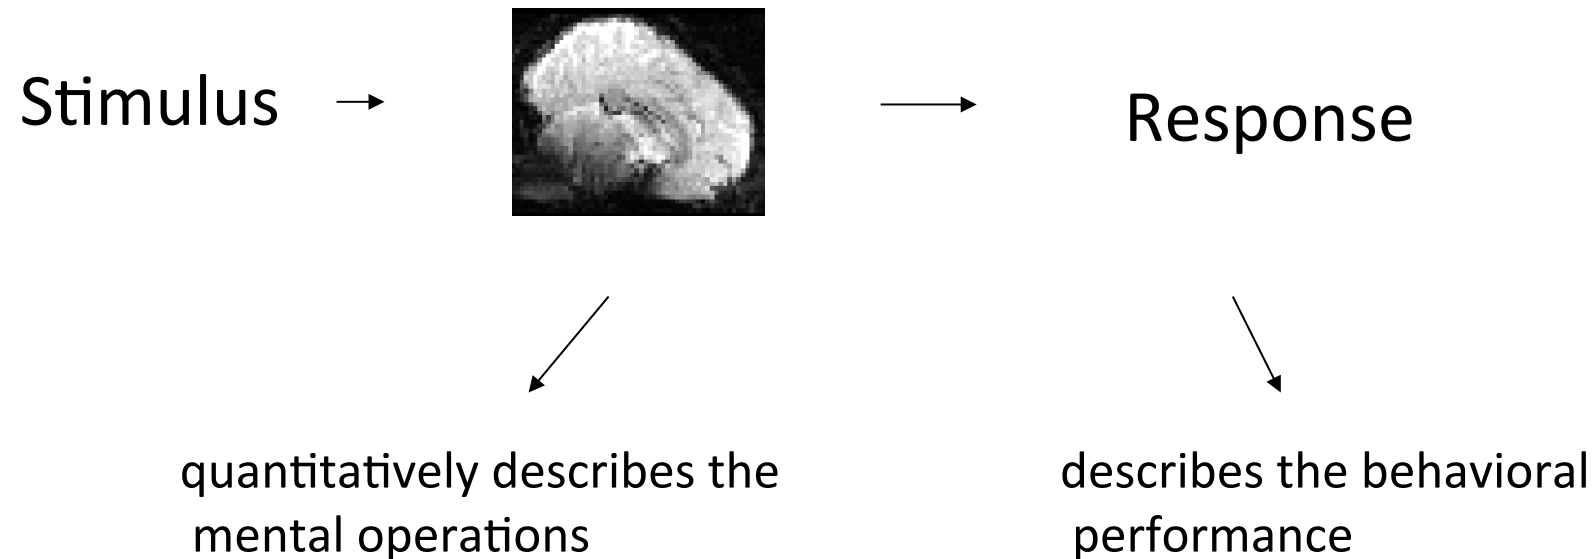 Stimulus
Response
quantitatively describes the
mental operations
describes the behavioral
performance